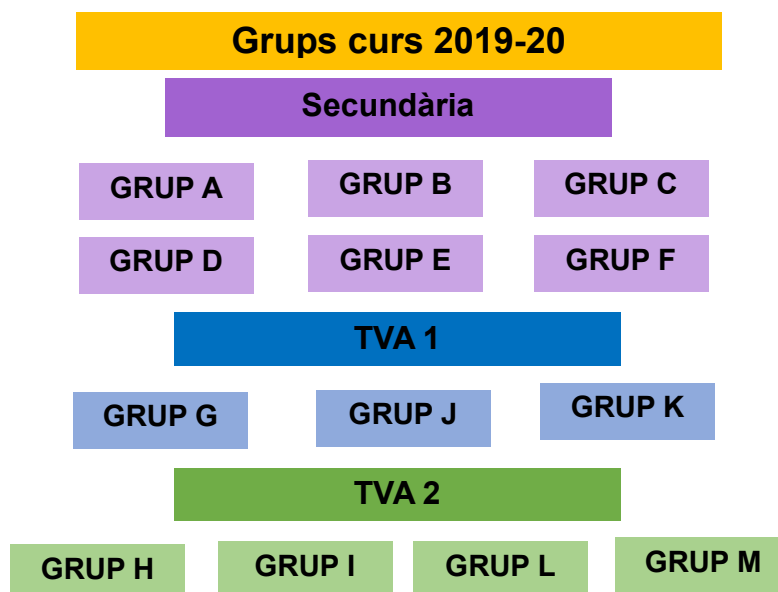 Grups curs 2019-20
Secundària
GRUP A GRUP B GRUP C
GRUP D GRUP E GRUP F
TVA 1
GRUP G GRUP J GRUP K
TVA 2
GRUP H GRUP I GRUP L GRUP M